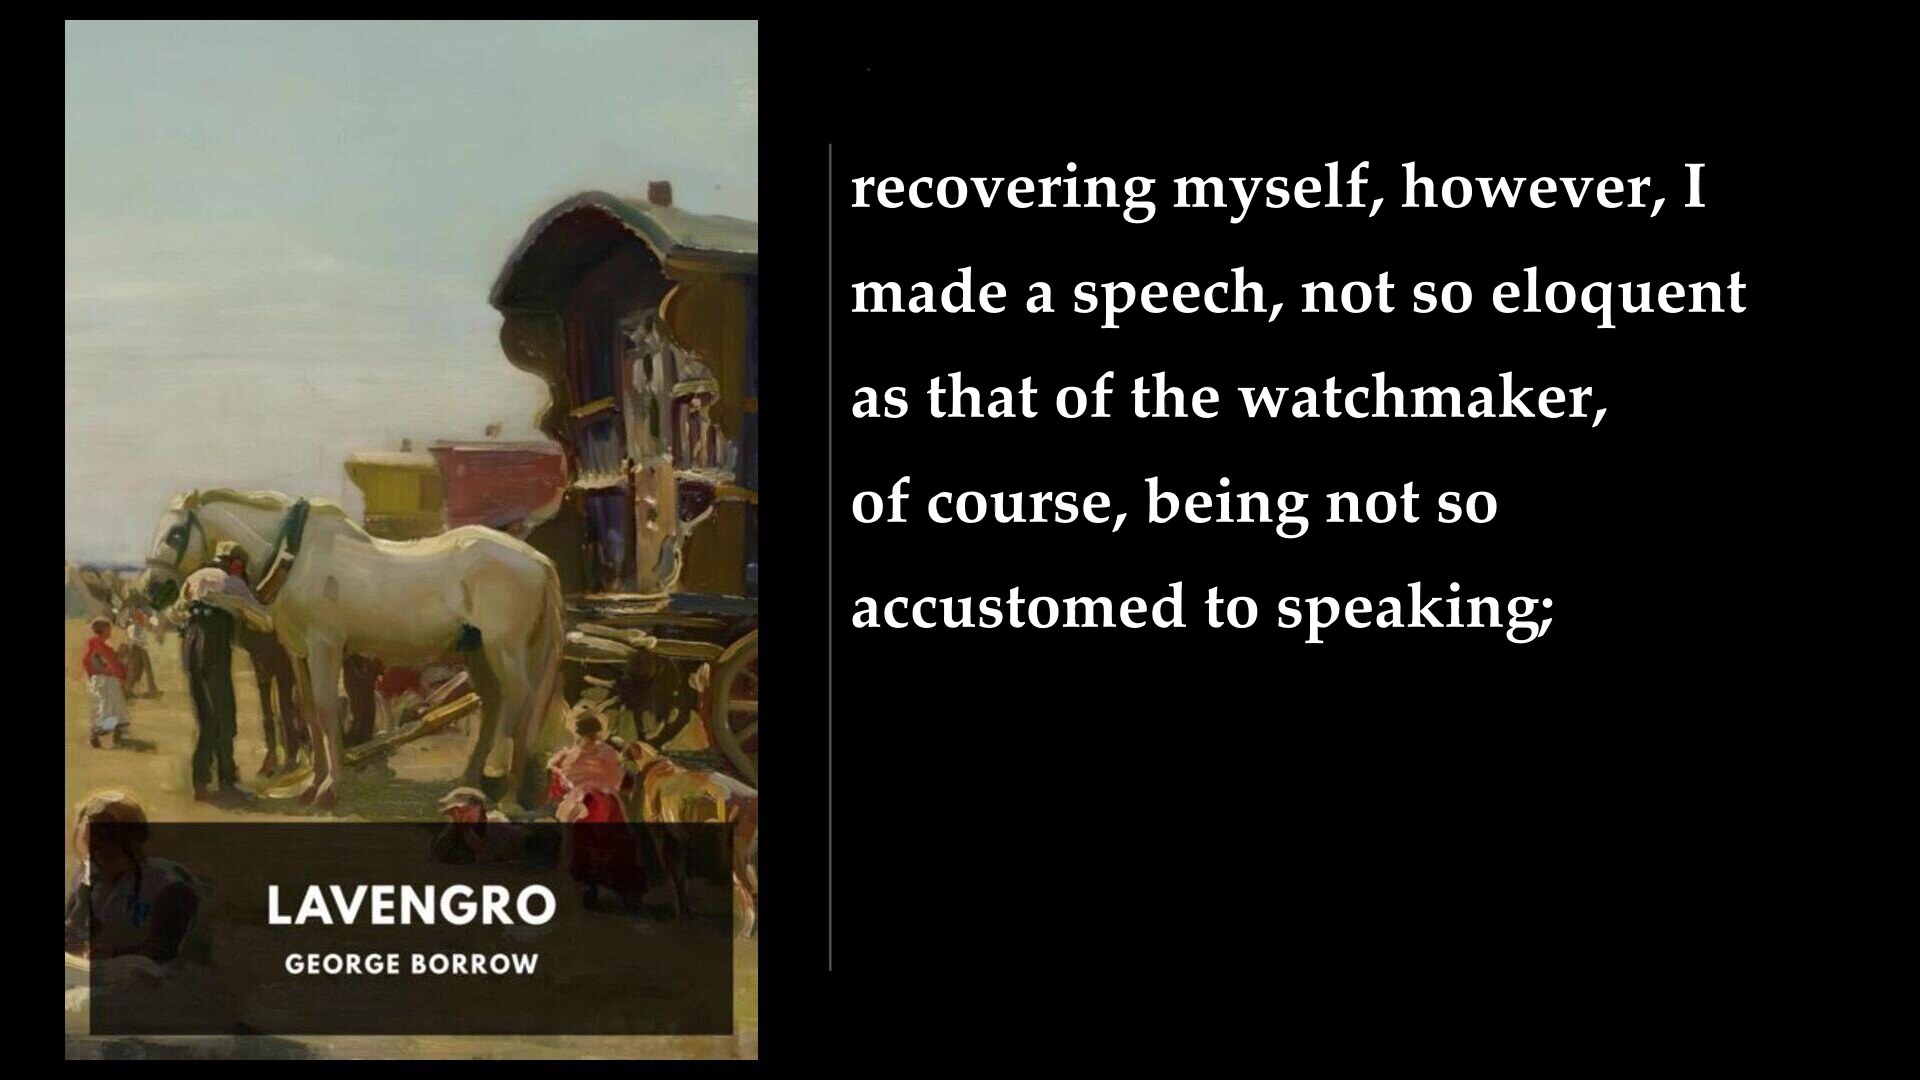 recovering myself, however, I
made a speech, not so eloquent
as that of the watchmaker,
of course, being not so
accustomed to speaking;
LAVENGRO
GEORGE BORROW